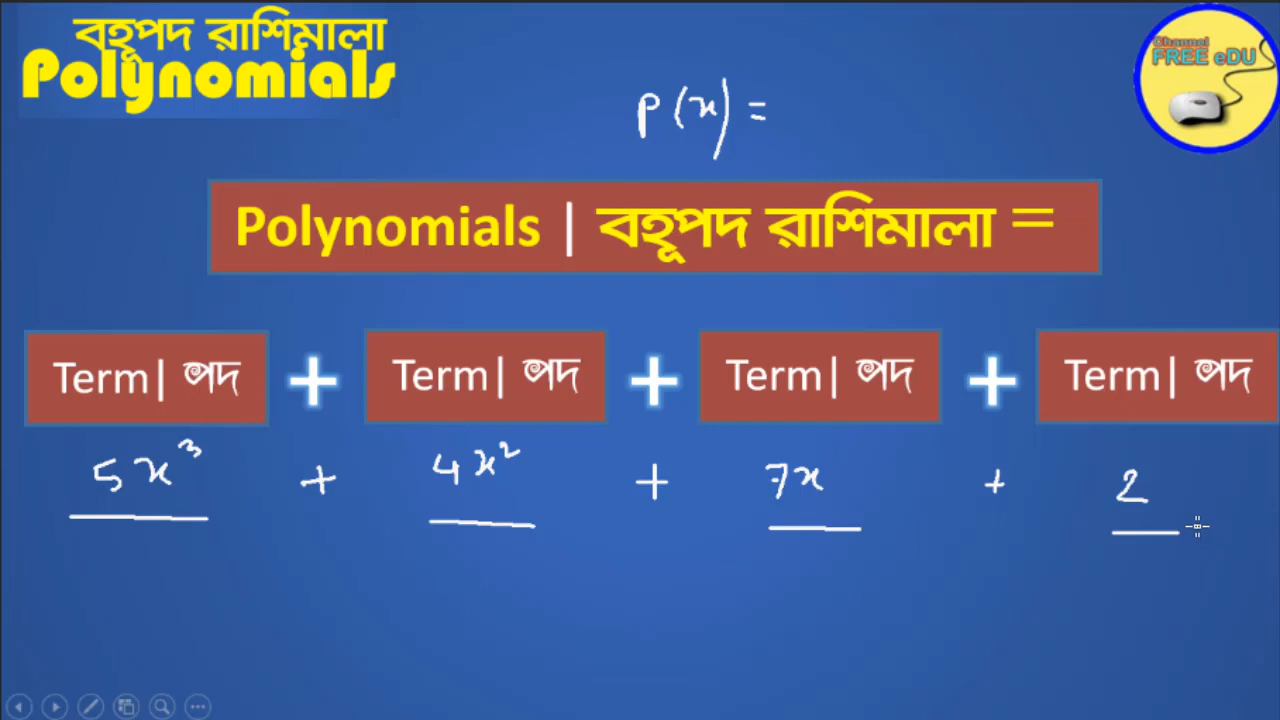 বহূপদ রাশিমালা
Polynomials
Channel
FREE eDU
P(x) =
Polynomials | বহূপদ রাশিমালা =
Term| পদ + Term| পদ + Term| পদ + Term| পদ
5x³ + 4x² + 7x + 2